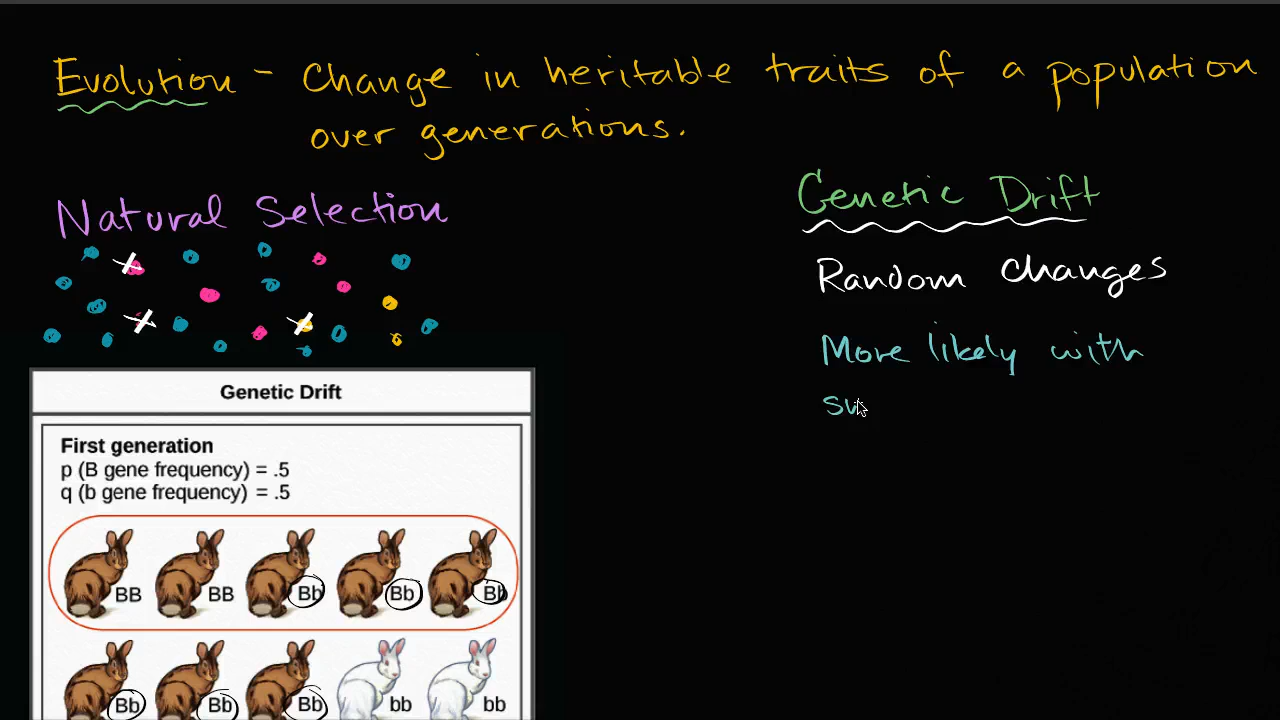 Evolution - Change in heritable traits of a population
over generations.
Natural Selection
Genetic Drift
Random changes
More likely with
Genetic Drift
First generation
p (B gene frequency) = .5
q (b gene frequency) = .5
BB BB Bb Bb Bb
Bb Bb Bb bb bb